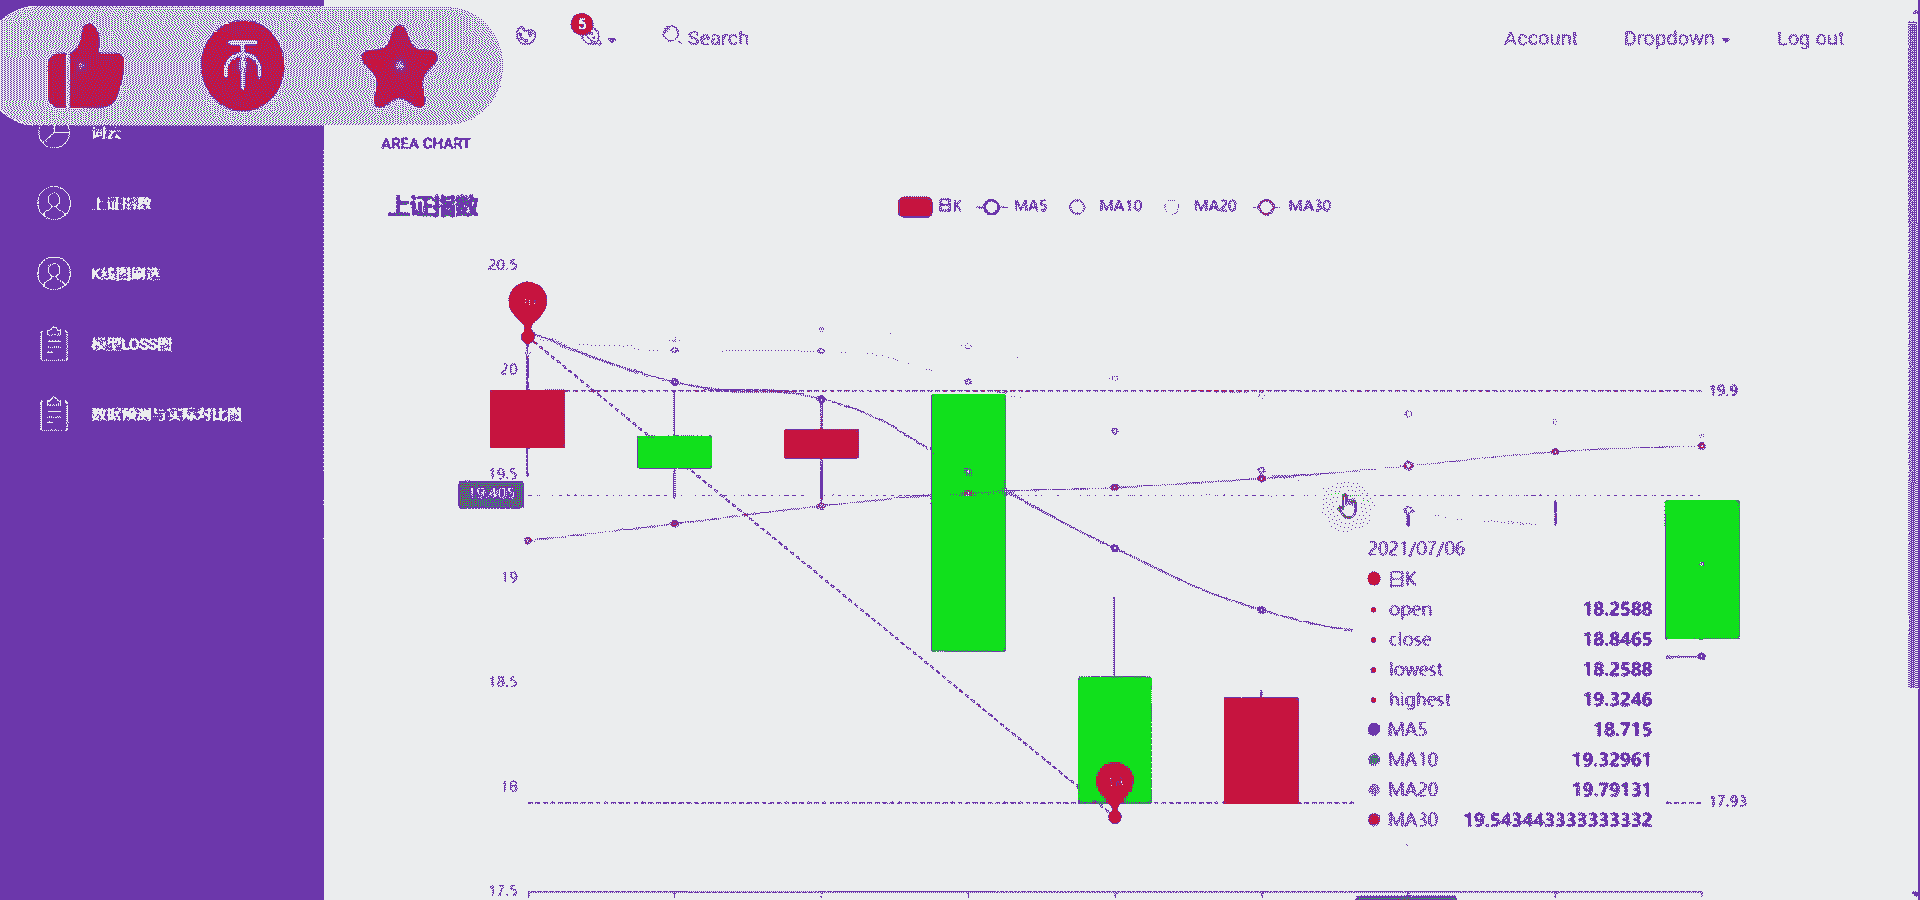 5
Search
Account
Dropdown
Log out
词云
AREA CHART
上证指数
上证指数
日K
MA5
MA10
MA20
MA30
K线图刷选
模型LOSS图
数据预测与实际对比图
20.5
20
19.9
19.5
19.405
19
18.5
18
17.93
17.5
2021/07/06
日K
open 18.2588
close 18.8465
lowest 18.2588
highest 19.3246
MA5 18.715
MA10 19.32961
MA20 19.79131
MA30 19.543443333333332